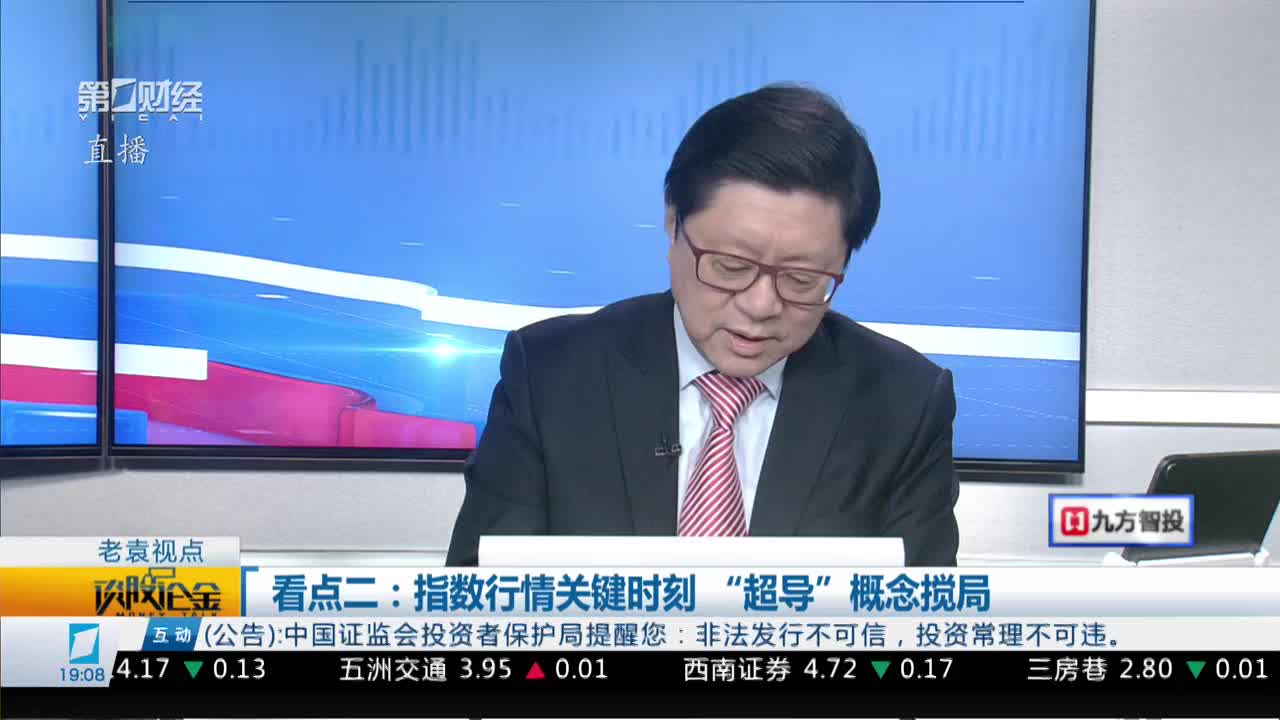 第一财经
YICAI
直播
九方智投
老袁视点
谈股论金
MONEY TALK
看点二：指数行情关键时刻 “超导”概念搅局
互动 (公告):中国证监会投资者保护局提醒您：非法发行不可信，投资常理不可违。
19:08 4.17 ▼ 0.13 五洲交通 3.95 ▲ 0.01 西南证券 4.72 ▼ 0.17 三房巷 2.80 ▼ 0.01